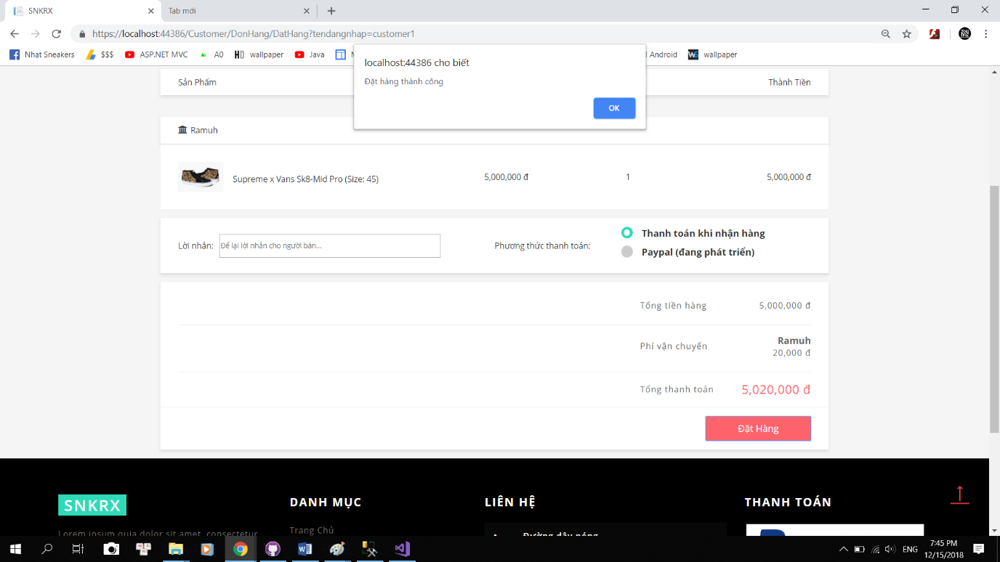 SNKRX
Tab mới
https://localhost:44386/Customer/DonHang/DatHang?tendangnhap=customer1
Nhat Sneakers $$$ ASP.NET MVC A0 wallpaper Java Android wallpaper
localhost:44386 cho biết
Đặt hàng thành công
OK
Sản Phẩm Thành Tiền
Ramuh
Supreme x Vans Sk8-Mid Pro (Size: 45) 5,000,000 đ 1 5,000,000 đ
Lời nhắn: Để lại lời nhắn cho người bán... Phương thức thanh toán:
Thanh toán khi nhận hàng
Paypal (đang phát triển)
Tổng tiền hàng 5,000,000 đ
Phí vận chuyển Ramuh
20,000 đ
Tổng thanh toán 5,020,000 đ
Đặt Hàng
SNKRX DANH MỤC LIÊN HỆ THANH TOÁN
Lorem ipsum quia dolor sit amet, consectetur Trang Chủ Đường dây nóng
ENG 7:45 PM
12/15/2018